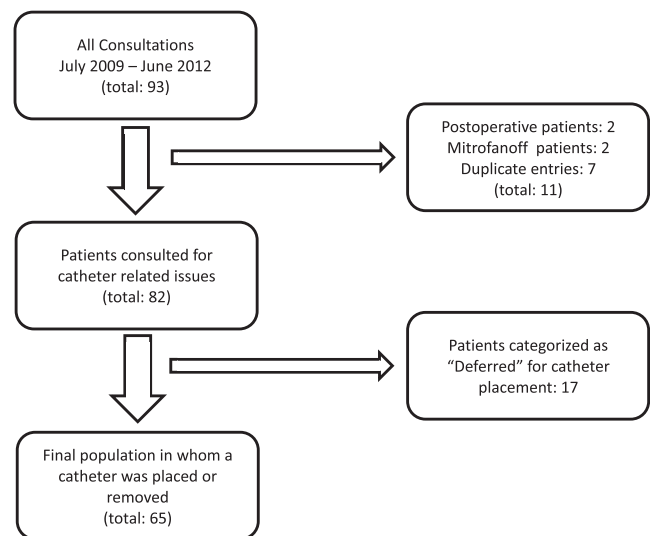 All Consultations
July 2009 – June 2012
(total: 93)
Postoperative patients: 2
Mitrofanoff patients: 2
Duplicate entries: 7
(total: 11)
Patients consulted for
catheter related issues
(total: 82)
Patients categorized as
“Deferred” for catheter
placement: 17
Final population in whom a
catheter was placed or
removed
(total: 65)